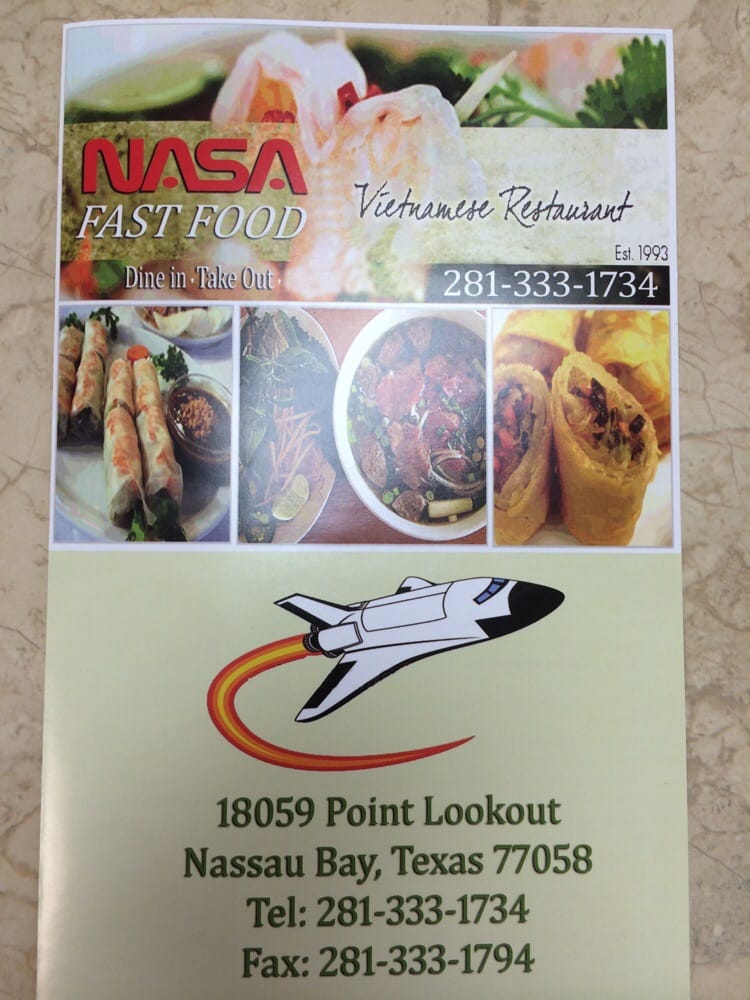 NASA
FAST FOOD
Vietnamese Restaurant
Est. 1993
Dine in · Take Out ·
281-333-1734
18059 Point Lookout
Nassau Bay, Texas 77058
Tel: 281-333-1734
Fax: 281-333-1794